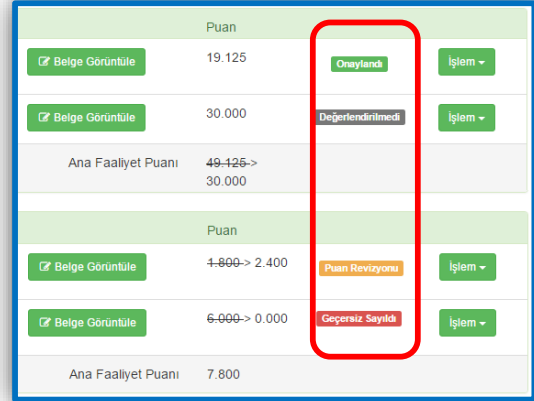 Puan
Belge Görüntüle 19.125 Onaylandı İşlem
Belge Görüntüle 30.000 Değerlendirilmedi İşlem
Ana Faaliyet Puanı 49.125 >
30.000
Puan
Belge Görüntüle 1.800 > 2.400 Puan Revizyonu İşlem
Belge Görüntüle 6.000 > 0.000 Geçersiz Sayıldı İşlem
Ana Faaliyet Puanı 7.800